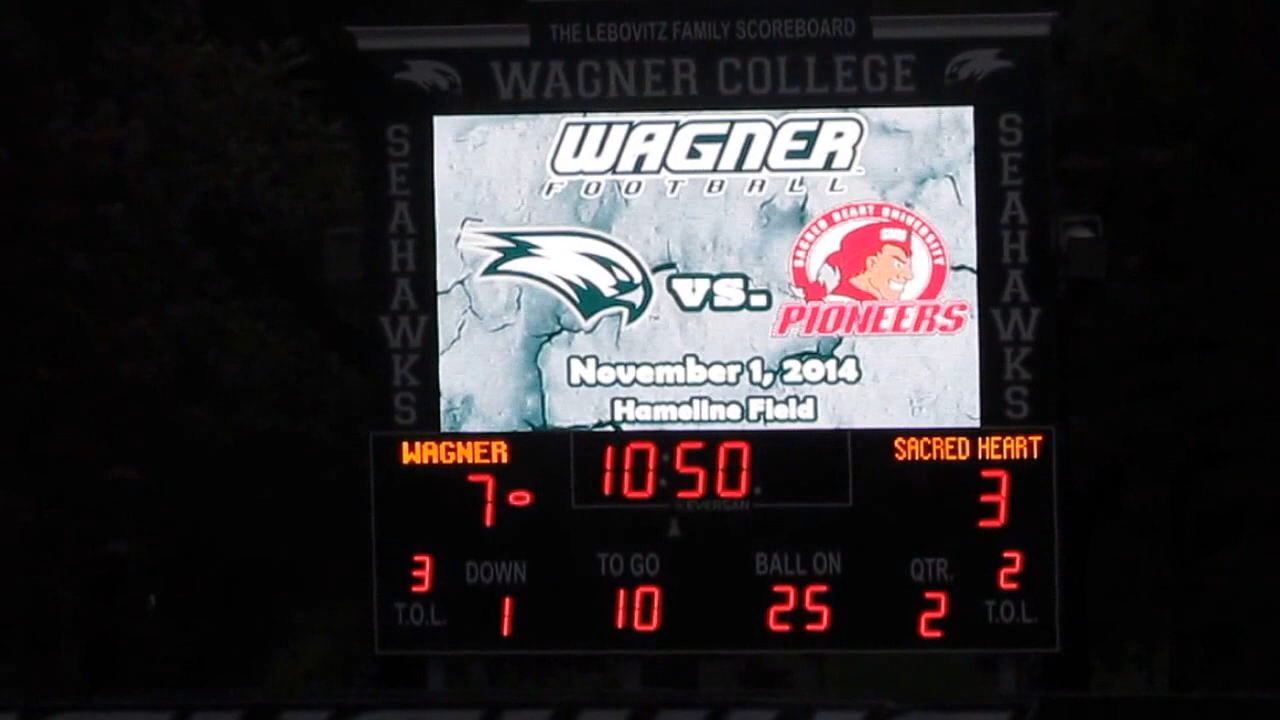 THE LEBOVITZ FAMILY SCOREBOARD
WAGNER COLLEGE
SEAHAWKS
SEAHAWKS
WAGNER
FOOTBALL
VS.
SACRED HEART UNIVERSITY
SHU
PIONEERS
November 1, 2014
Hameline Field
WAGNER
10:50
SACRED HEART
7
3
EVERSAN
3 DOWN TO GO BALL ON QTR. 2
T.O.L. 1 10 25 2 T.O.L.